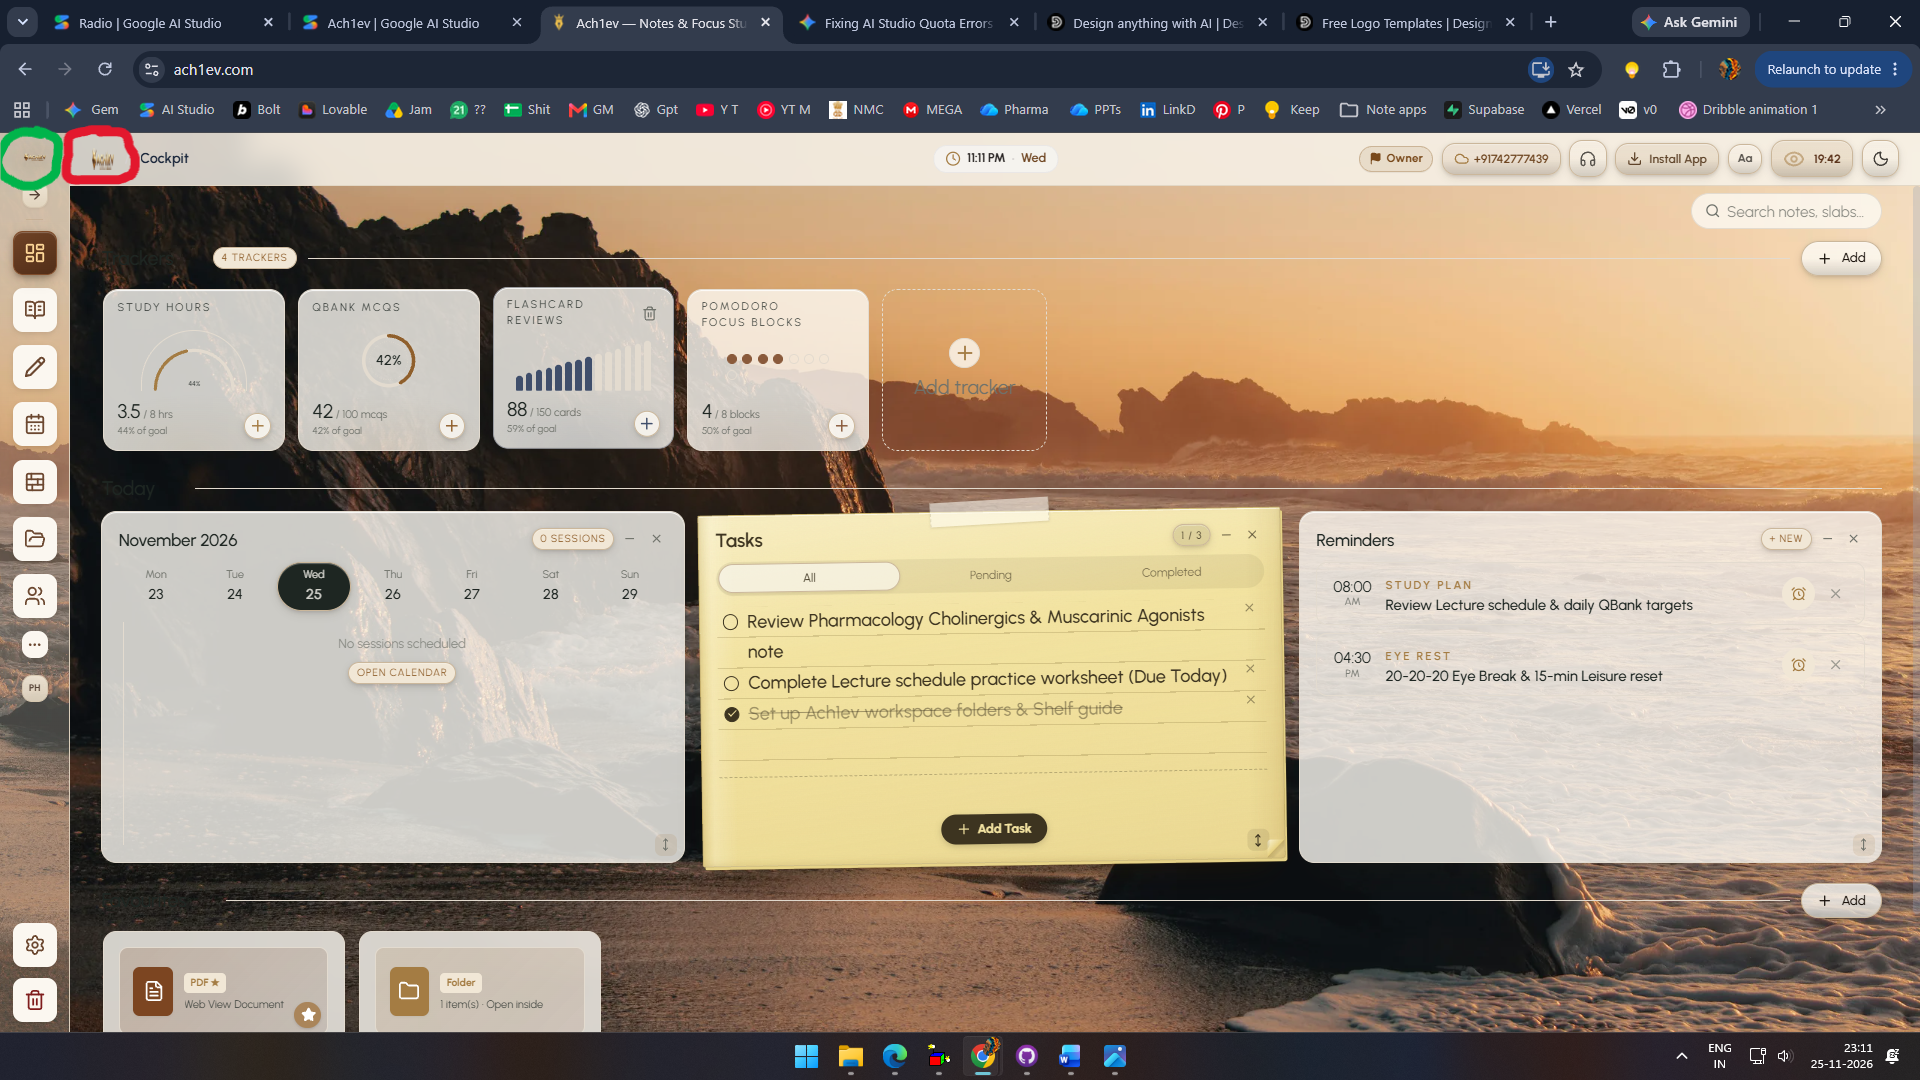 Radio | Google AI Studio
Ach1ev | Google AI Studio
Ach1ev — Notes & Focus Stu
Fixing AI Studio Quota Errors
Design anything with AI | Des
Free Logo Templates | Design
Ask Gemini
ach1ev.com
Relaunch to update
Gem
AI Studio
Bolt
Lovable
Jam
21 ??
Shit
GM
Gpt
Y T
YT M
NMC
MEGA
Pharma
PPTs
LinkD
P
Keep
Note apps
Supabase
Vercel
v0
Dribble animation 1
Cockpit
11:11 PM · Wed
Owner
+91742777439
Install App
Aa
19:42
Search notes, slabs...
4 TRACKERS
Add
STUDY HOURS
44%
3.5 / 8 hrs
44% of goal
QBANK MCQS
42%
42 / 100 mcqs
42% of goal
FLASHCARD
REVIEWS
88 / 150 cards
59% of goal
POMODORO
FOCUS BLOCKS
4 / 8 blocks
50% of goal
Add tracker
Today
November 2026
0 SESSIONS
Mon Tue Wed Thu Fri Sat Sun
23 24 25 26 27 28 29
No sessions scheduled
OPEN CALENDAR
Tasks
1 / 3
All
Pending
Completed
Review Pharmacology Cholinergics & Muscarinic Agonists
note
Complete Lecture schedule practice worksheet (Due Today)
Set up Ach1ev workspace folders & Shelf guide
Add Task
Reminders
+ NEW
08:00
AM
STUDY PLAN
Review Lecture schedule & daily QBank targets
04:30
PM
EYE REST
20-20-20 Eye Break & 15-min Leisure reset
PH
Add
PDF ★
Web View Document
Folder
1 item(s) · Open inside
ENG
IN
23:11
25-11-2026